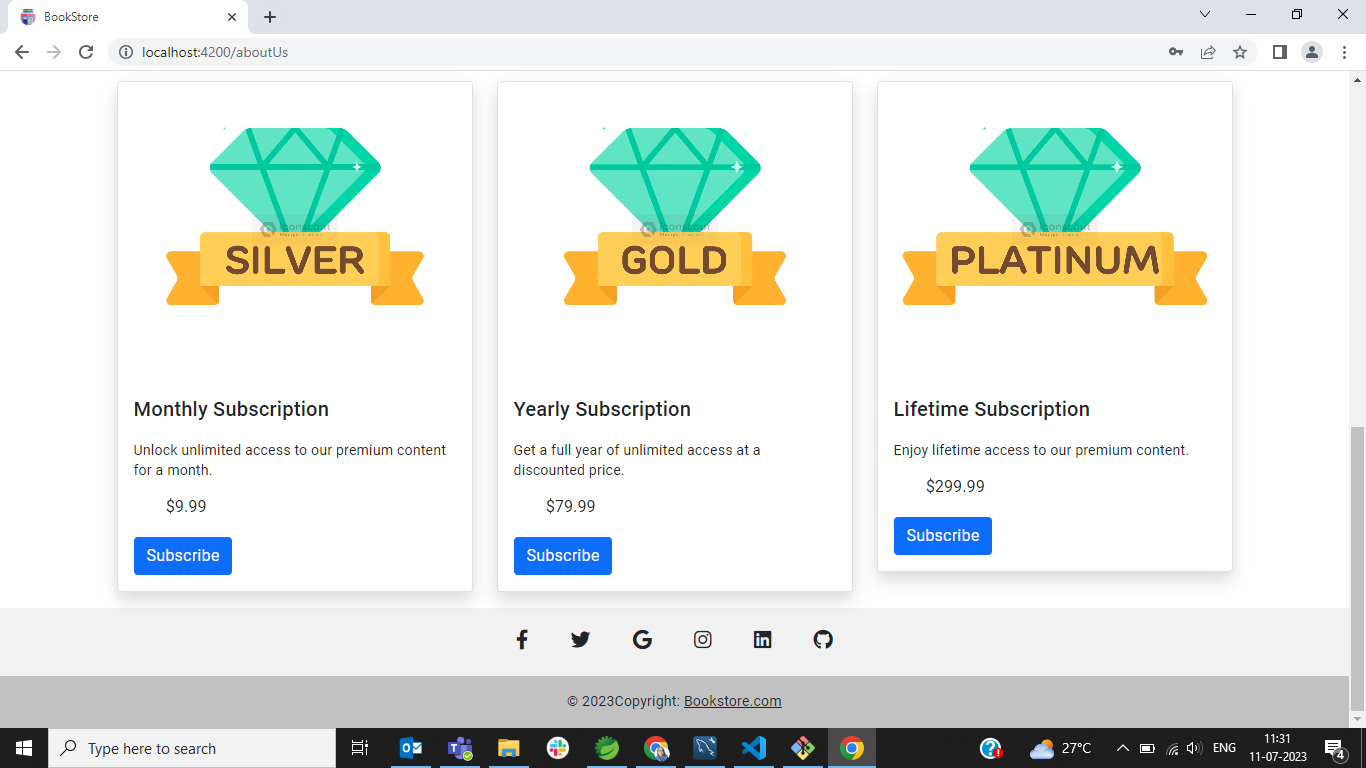 BookStore
localhost:4200/aboutUs
SILVER
GOLD
PLATINUM
Monthly Subscription
Unlock unlimited access to our premium content
for a month.
$9.99
Subscribe
Yearly Subscription
Get a full year of unlimited access at a
discounted price.
$79.99
Subscribe
Lifetime Subscription
Enjoy lifetime access to our premium content.
$299.99
Subscribe
© 2023Copyright: Bookstore.com
Type here to search
27°C
ENG
11:31
11-07-2023
4